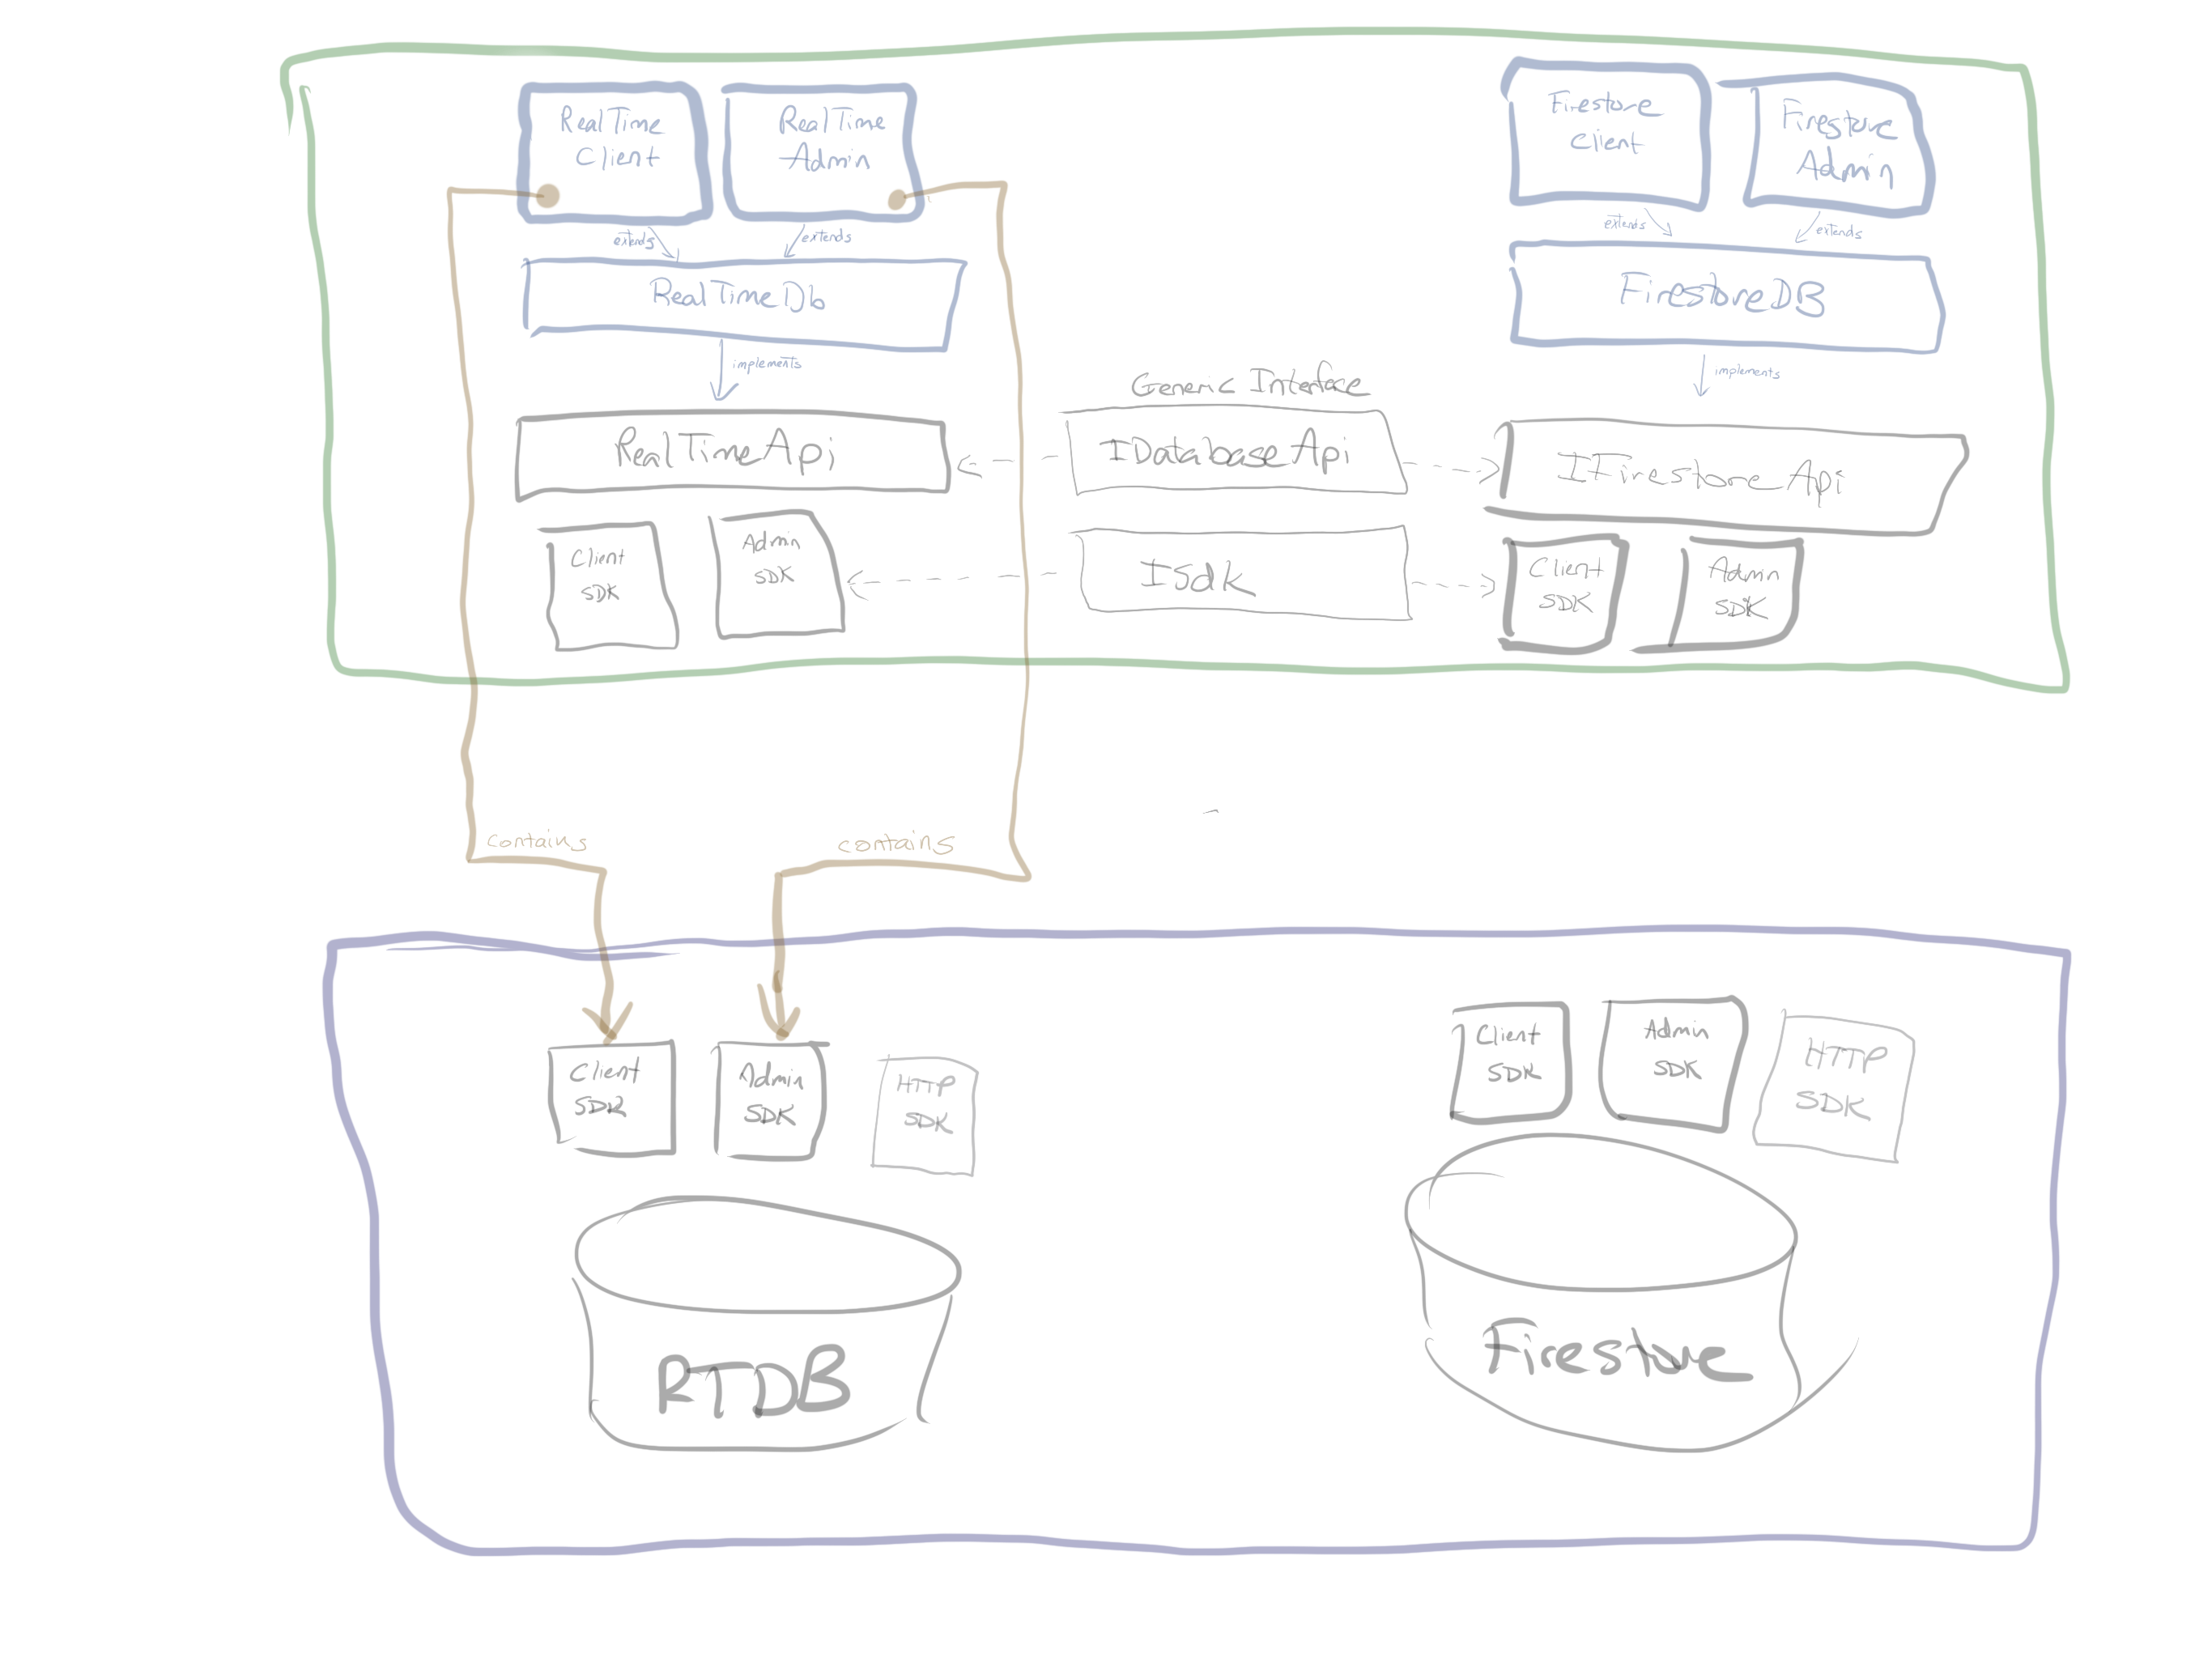 RealTime
Client
RealTime
Admin
Firestore
Client
Firestore
Admin
extends
extends
extends
extends
RealTimeDb
FirestoreDB
implements
implements
Generic Interface
RealTimeApi
IDatabaseApi
IFirestoreApi
Client
SDK
Admin
SDK
ISdk
Client
SDK
Admin
SDK
contains
contains
Client
SDK
Admin
SDK
HTTP
SDK
Client
SDK
Admin
SDK
HTTP
SDK
RTDB
Firestore